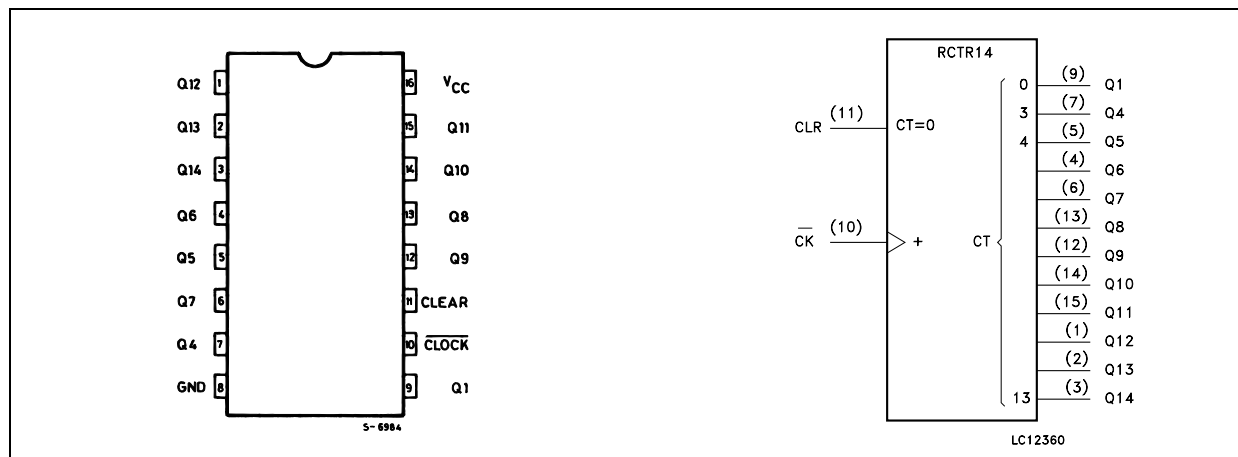 Q12 1 16 VCC
Q13 2 15 Q11
Q14 3 14 Q10
Q6 4 13 Q8
Q5 5 12 Q9
Q7 6 11 CLEAR
Q4 7 10 CLOCK
GND 8 9 Q1
S-6984
RCTR14
0 (9) Q1
3 (7) Q4
CLR (11) CT=0
4 (5) Q5
(4) Q6
(6) Q7
(13) Q8
CK (10) + CT
(12) Q9
(14) Q10
(15) Q11
(1) Q12
(2) Q13
13 (3) Q14
LC12360